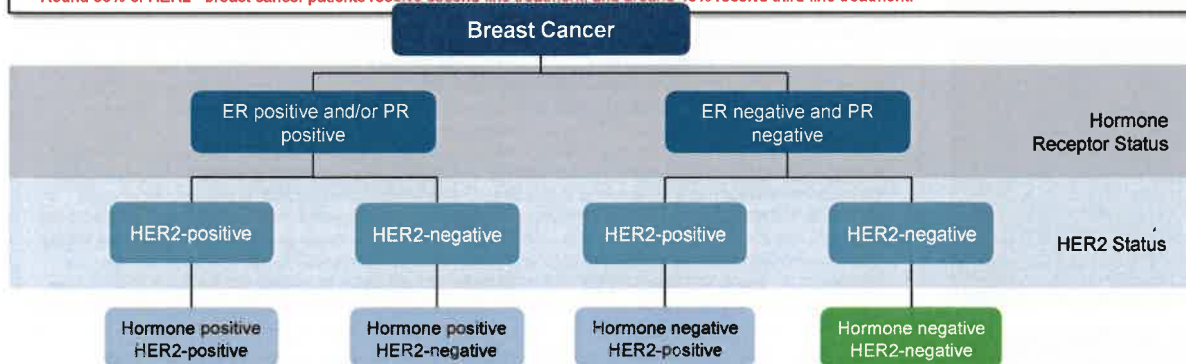 Breast Cancer
ER positive and/or PR
positive
ER negative and PR
negative
Hormone
Receptor Status
HER2-positive
HER2-negative
HER2-positive
HER2-negative
HER2 Status
Hormone positive
HER2-positive
Hormone positive
HER2-negative
Hormone negative
HER2-positive
Hormone negative
HER2-negative